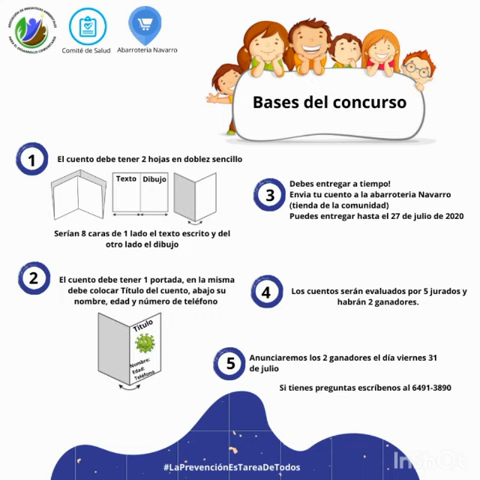 Comité de Salud
Abarroteria Navarro
Bases del concurso
1
El cuento debe tener 2 hojas en doblez sencillo
Texto
Dibujo
Serían 8 caras de 1 lado el texto escrito y del
otro lado el dibujo
2
El cuento debe tener 1 portada, en la misma
debe colocar Título del cuento, abajo su
nombre, edad y número de teléfono
Titulo
Nombre:
Edad:
Teléfono
3
Debes entregar a tiempo!
Envia tu cuento a la abarroteria Navarro
(tienda de la comunidad)
Puedes entregar hasta el 27 de julio de 2020
4
Los cuentos serán evaluados por 5 jurados y
habrán 2 ganadores.
5
Anunciaremos los 2 ganadores el día viernes 31
de julio
Si tienes preguntas escríbenos al 6491-3890
#LaPrevenciónEsTareaDeTodos
InShOt